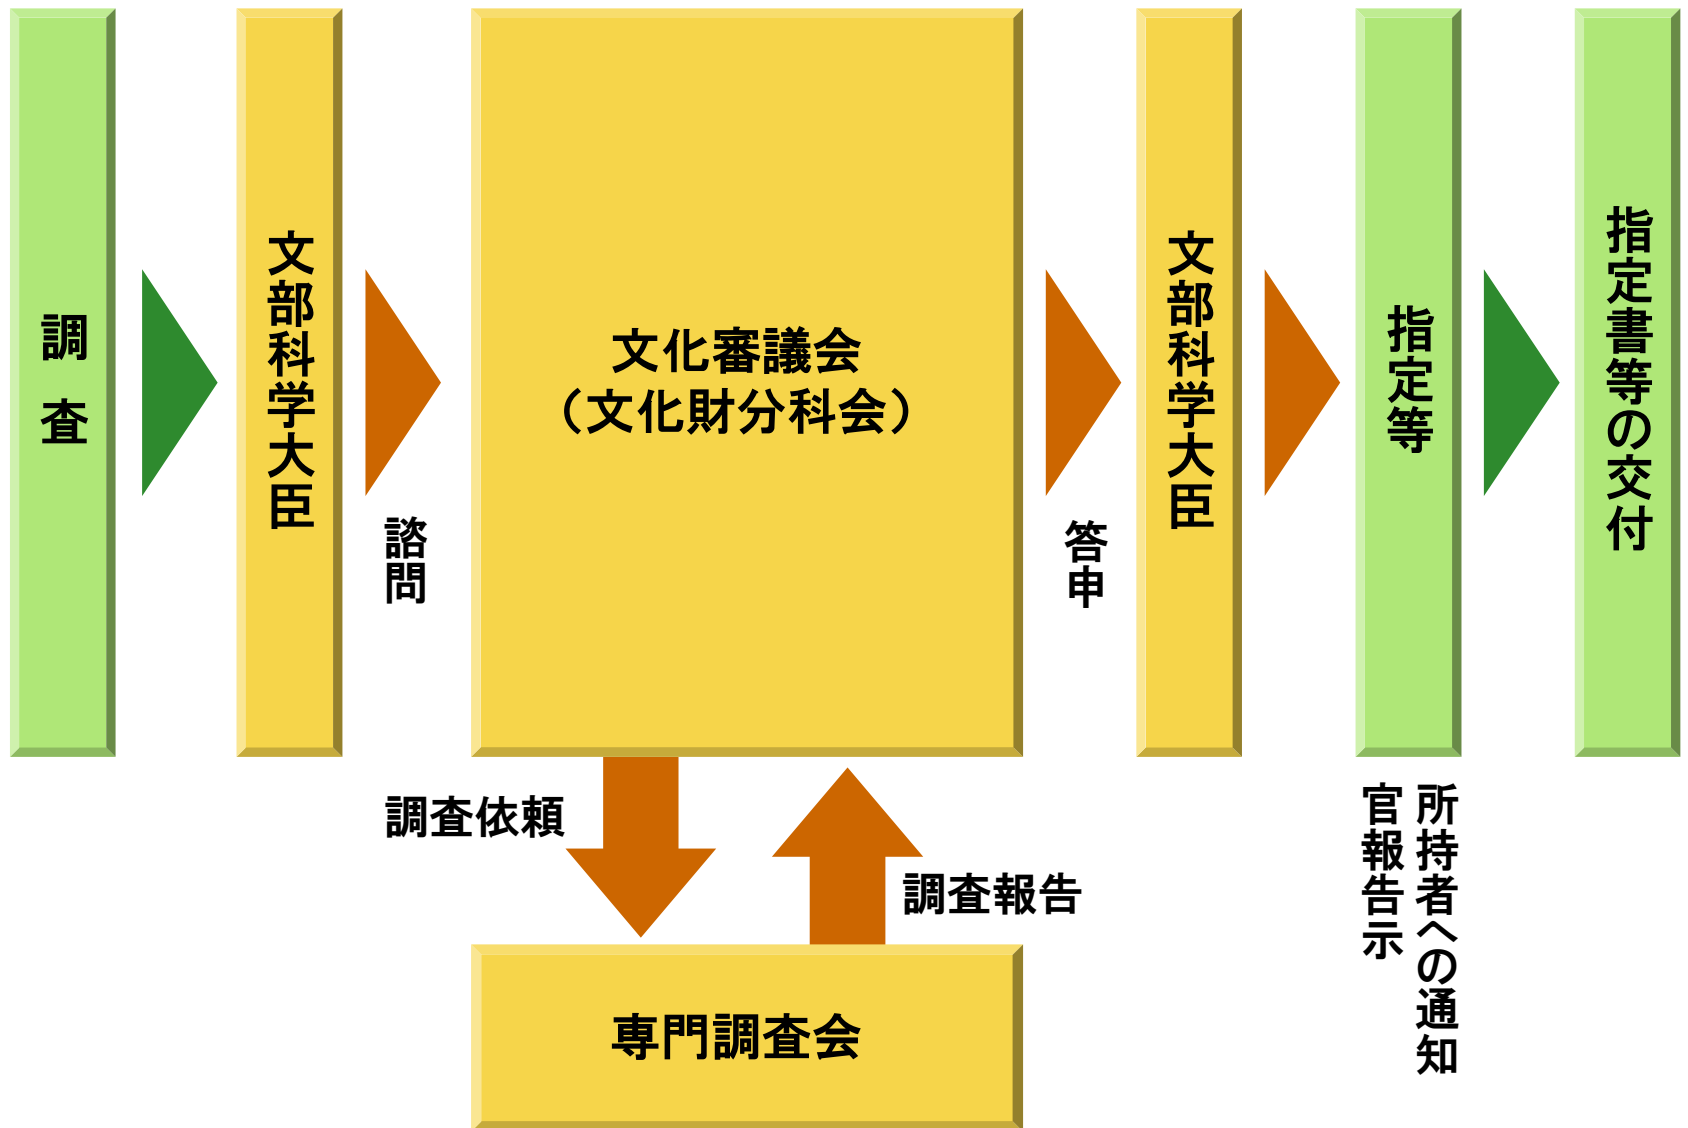 調査
文部科学大臣
諮問
文化審議会
（文化財分科会）
調査依頼
調査報告
専門調査会
答申
文部科学大臣
指定等
所持者への通知
官報告示
指定書等の交付